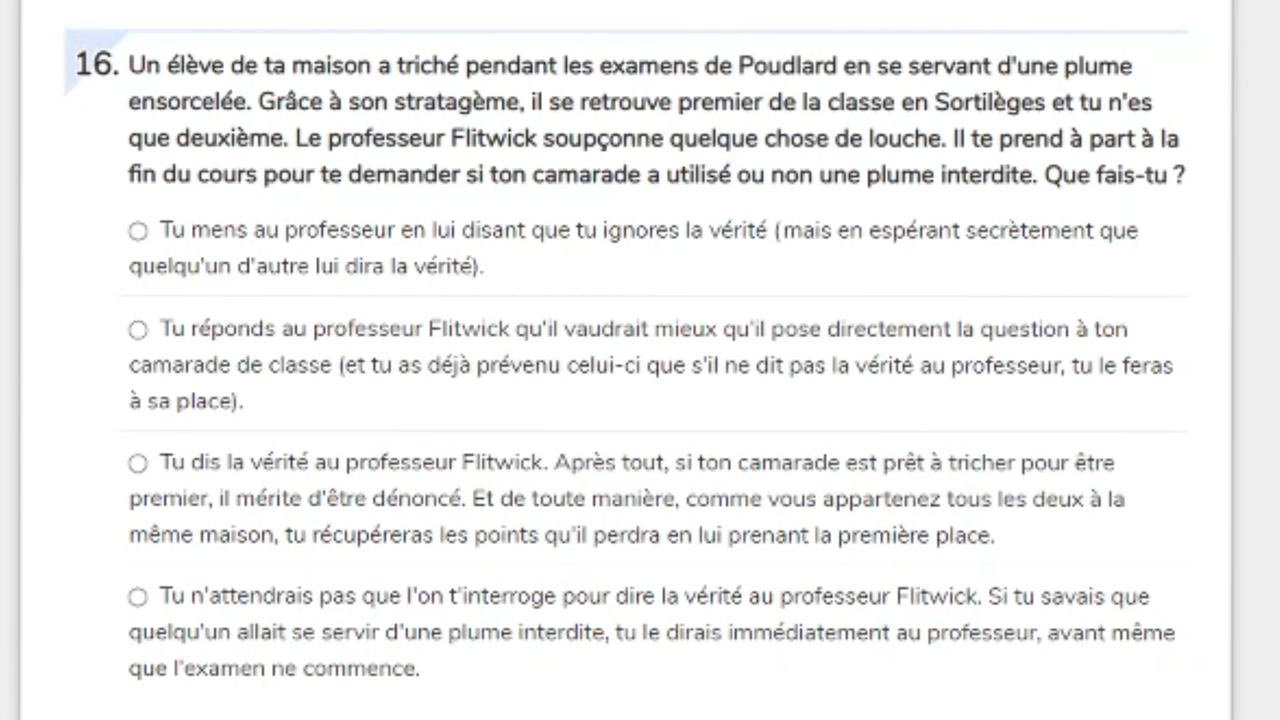 16. Un élève de ta maison a triché pendant les examens de Poudlard en se servant d'une plume
ensorcelée. Grâce à son stratagème, il se retrouve premier de la classe en Sortilèges et tu n'es
que deuxième. Le professeur Flitwick soupçonne quelque chose de louche. Il te prend à part à la
fin du cours pour te demander si ton camarade a utilisé ou non une plume interdite. Que fais-tu ?
Tu mens au professeur en lui disant que tu ignores la vérité (mais en espérant secrètement que
quelqu'un d'autre lui dira la vérité).
Tu réponds au professeur Flitwick qu'il vaudrait mieux qu'il pose directement la question à ton
camarade de classe (et tu as déjà prévenu celui-ci que s'il ne dit pas la vérité au professeur, tu le feras
à sa place).
Tu dis la vérité au professeur Flitwick. Après tout, si ton camarade est prêt à tricher pour être
premier, il mérite d'être dénoncé. Et de toute manière, comme vous appartenez tous les deux à la
même maison, tu récupéreras les points qu'il perdra en lui prenant la première place.
Tu n'attendrais pas que l'on t'interroge pour dire la vérité au professeur Flitwick. Si tu savais que
quelqu'un allait se servir d'une plume interdite, tu le dirais immédiatement au professeur, avant même
que l'examen ne commence.